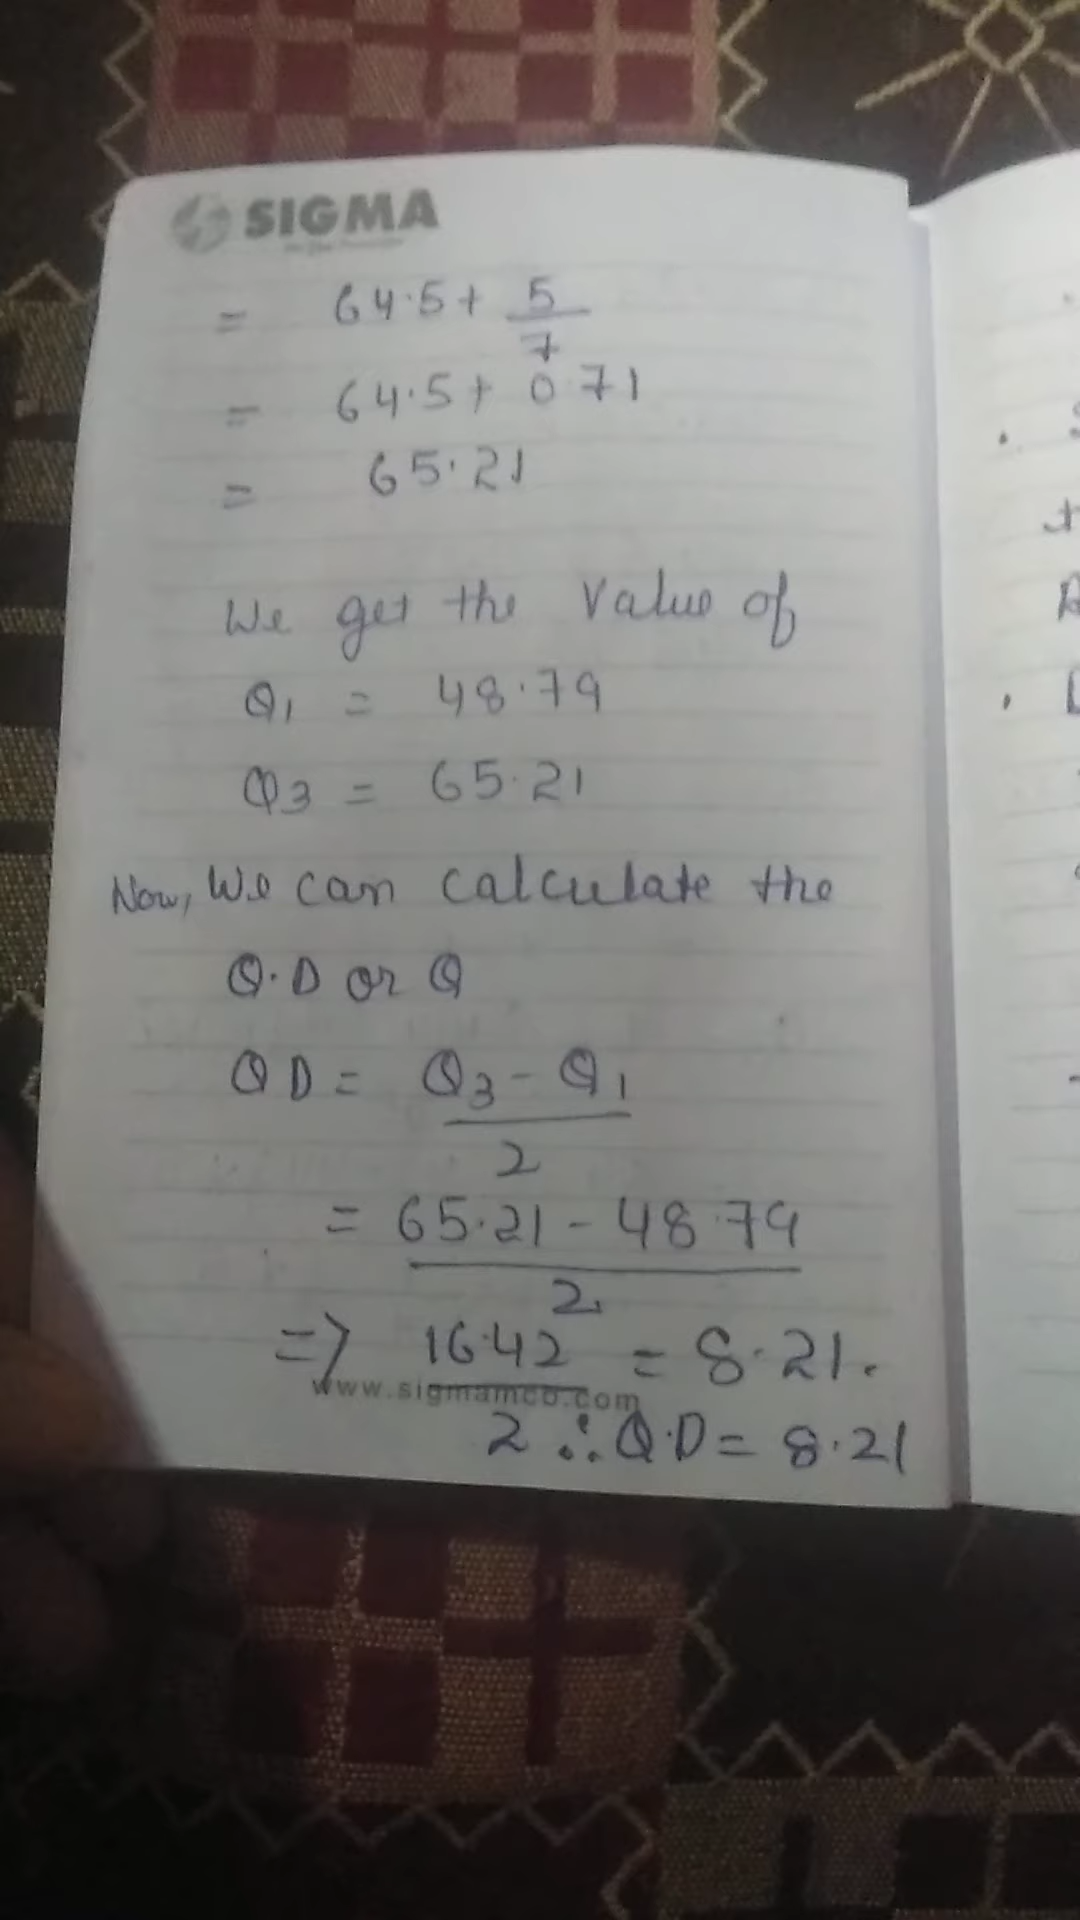 SIGMA
= 64.5 + 5/7
= 64.5 + 0.71
= 65.21
We get the value of
Q1 = 48.79
Q3 = 65.21
Now, We can calculate the
Q.D or Q
QD = Q3 - Q1
2
= 65.21 - 48.79
2
=> 16.42 = 8.21.
www.sigmamco.com
2 ∴ Q.D = 8.21